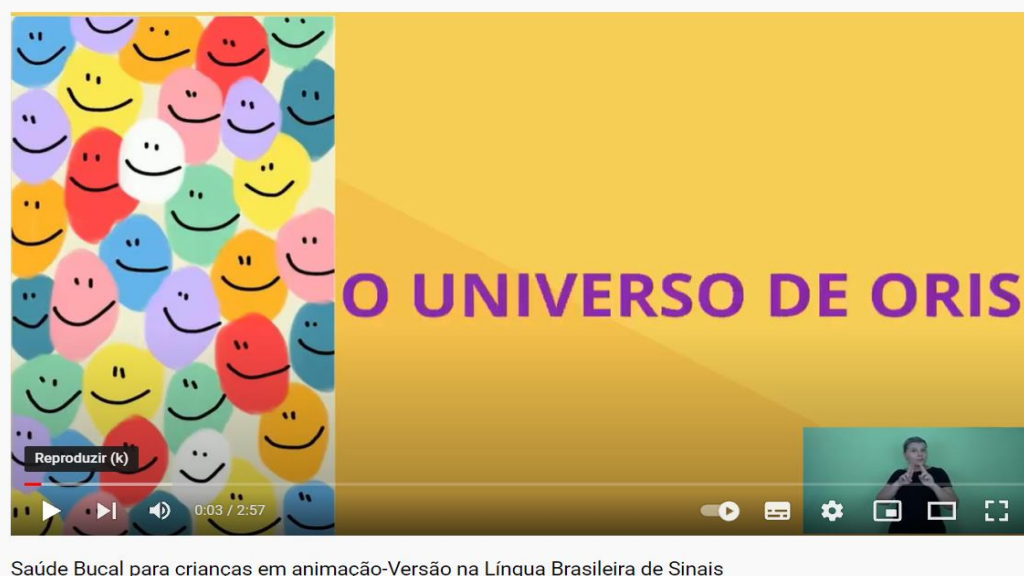 O UNIVERSO DE ORIS
Reproduzir (k)
0:03 / 2:57
Saúde Bucal para crianças em animação-Versão na Língua Brasileira de Sinais